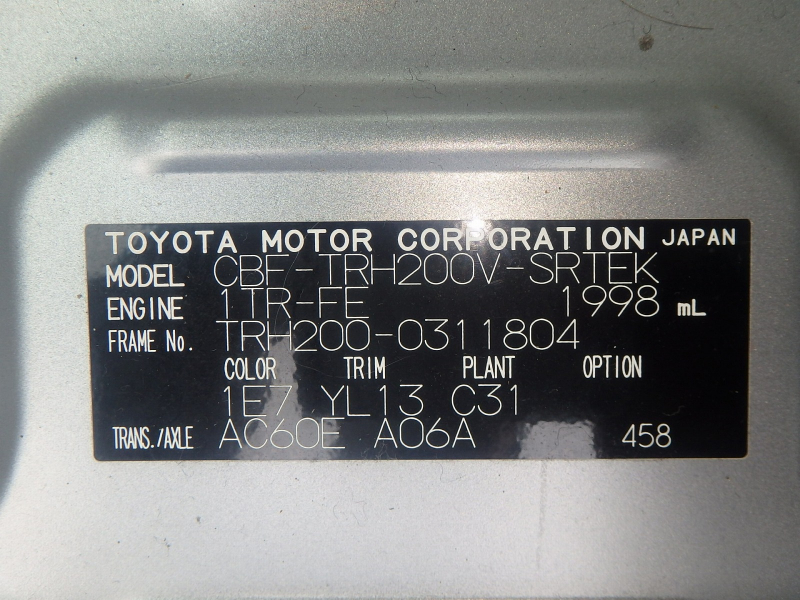 TOYOTA MOTOR CORPORATION JAPAN
MODEL CBF-TRH200V-SRTEK
ENGINE 1TR-FE 1998 mL
FRAME No. TRH200-0311804
COLOR TRIM PLANT OPTION
1E7 YL13 C31
TRANS./AXLE AC60E A06A 458